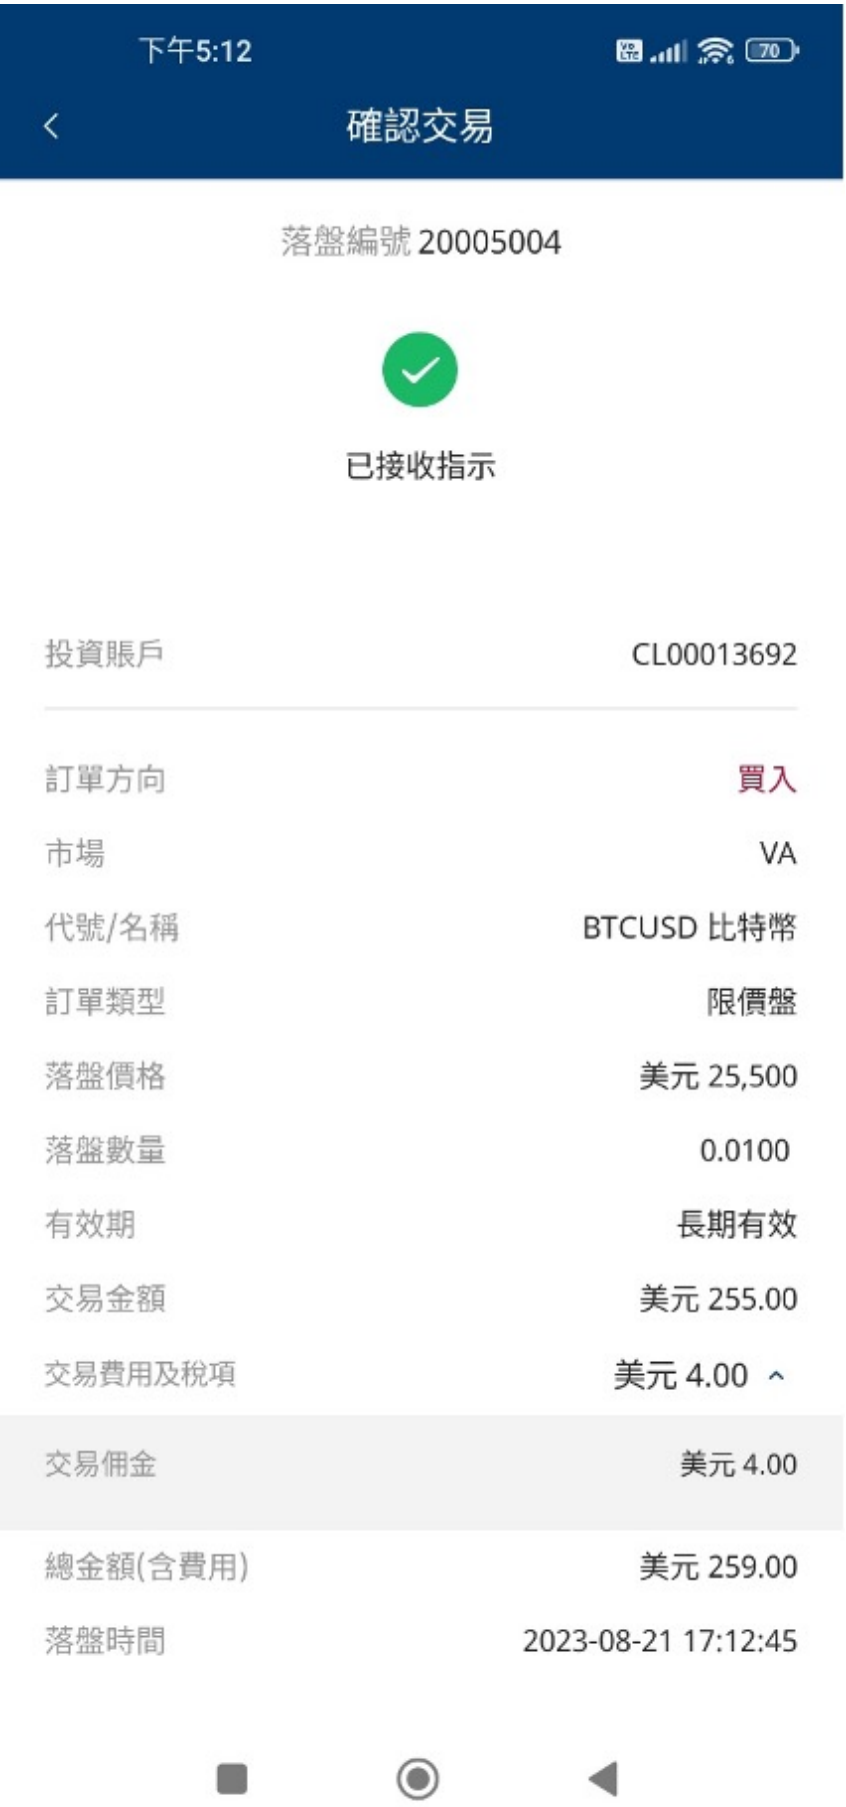 下午5:12
Vo LTE 70
確認交易
落盤編號 20005004
已接收指示
投資賬戶 CL00013692
訂單方向 買入
市場 VA
代號/名稱 BTCUSD 比特幣
訂單類型 限價盤
落盤價格 美元 25,500
落盤數量 0.0100
有效期 長期有效
交易金額 美元 255.00
交易費用及稅項 美元 4.00
交易佣金 美元 4.00
總金額(含費用) 美元 259.00
落盤時間 2023-08-21 17:12:45